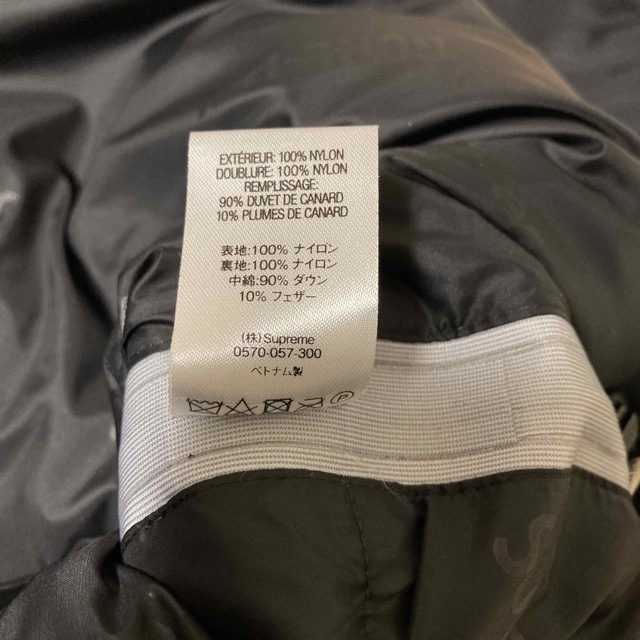 EXTÉRIEUR: 100% NYLON
DOUBLURE: 100% NYLON
REMPLISSAGE:
90% DUVET DE CANARD
10% PLUMES DE CANARD
表地:100% ナイロン
裏地:100% ナイロン
中綿:90% ダウン
10% フェザー
(株)Supreme
0570-057-300
ベトナム製
P